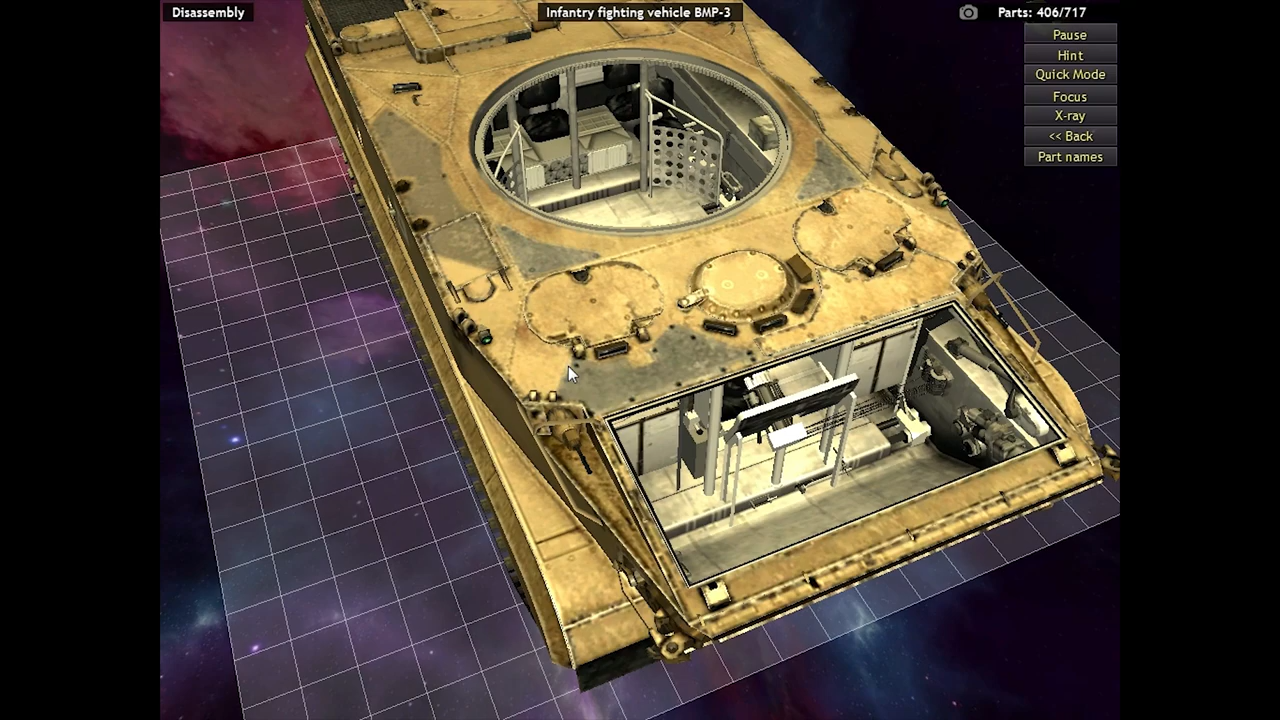 Disassembly
Infantry fighting vehicle BMP-3
Parts: 406/717
Pause
Hint
Quick Mode
Focus
X-ray
<< Back
Part names